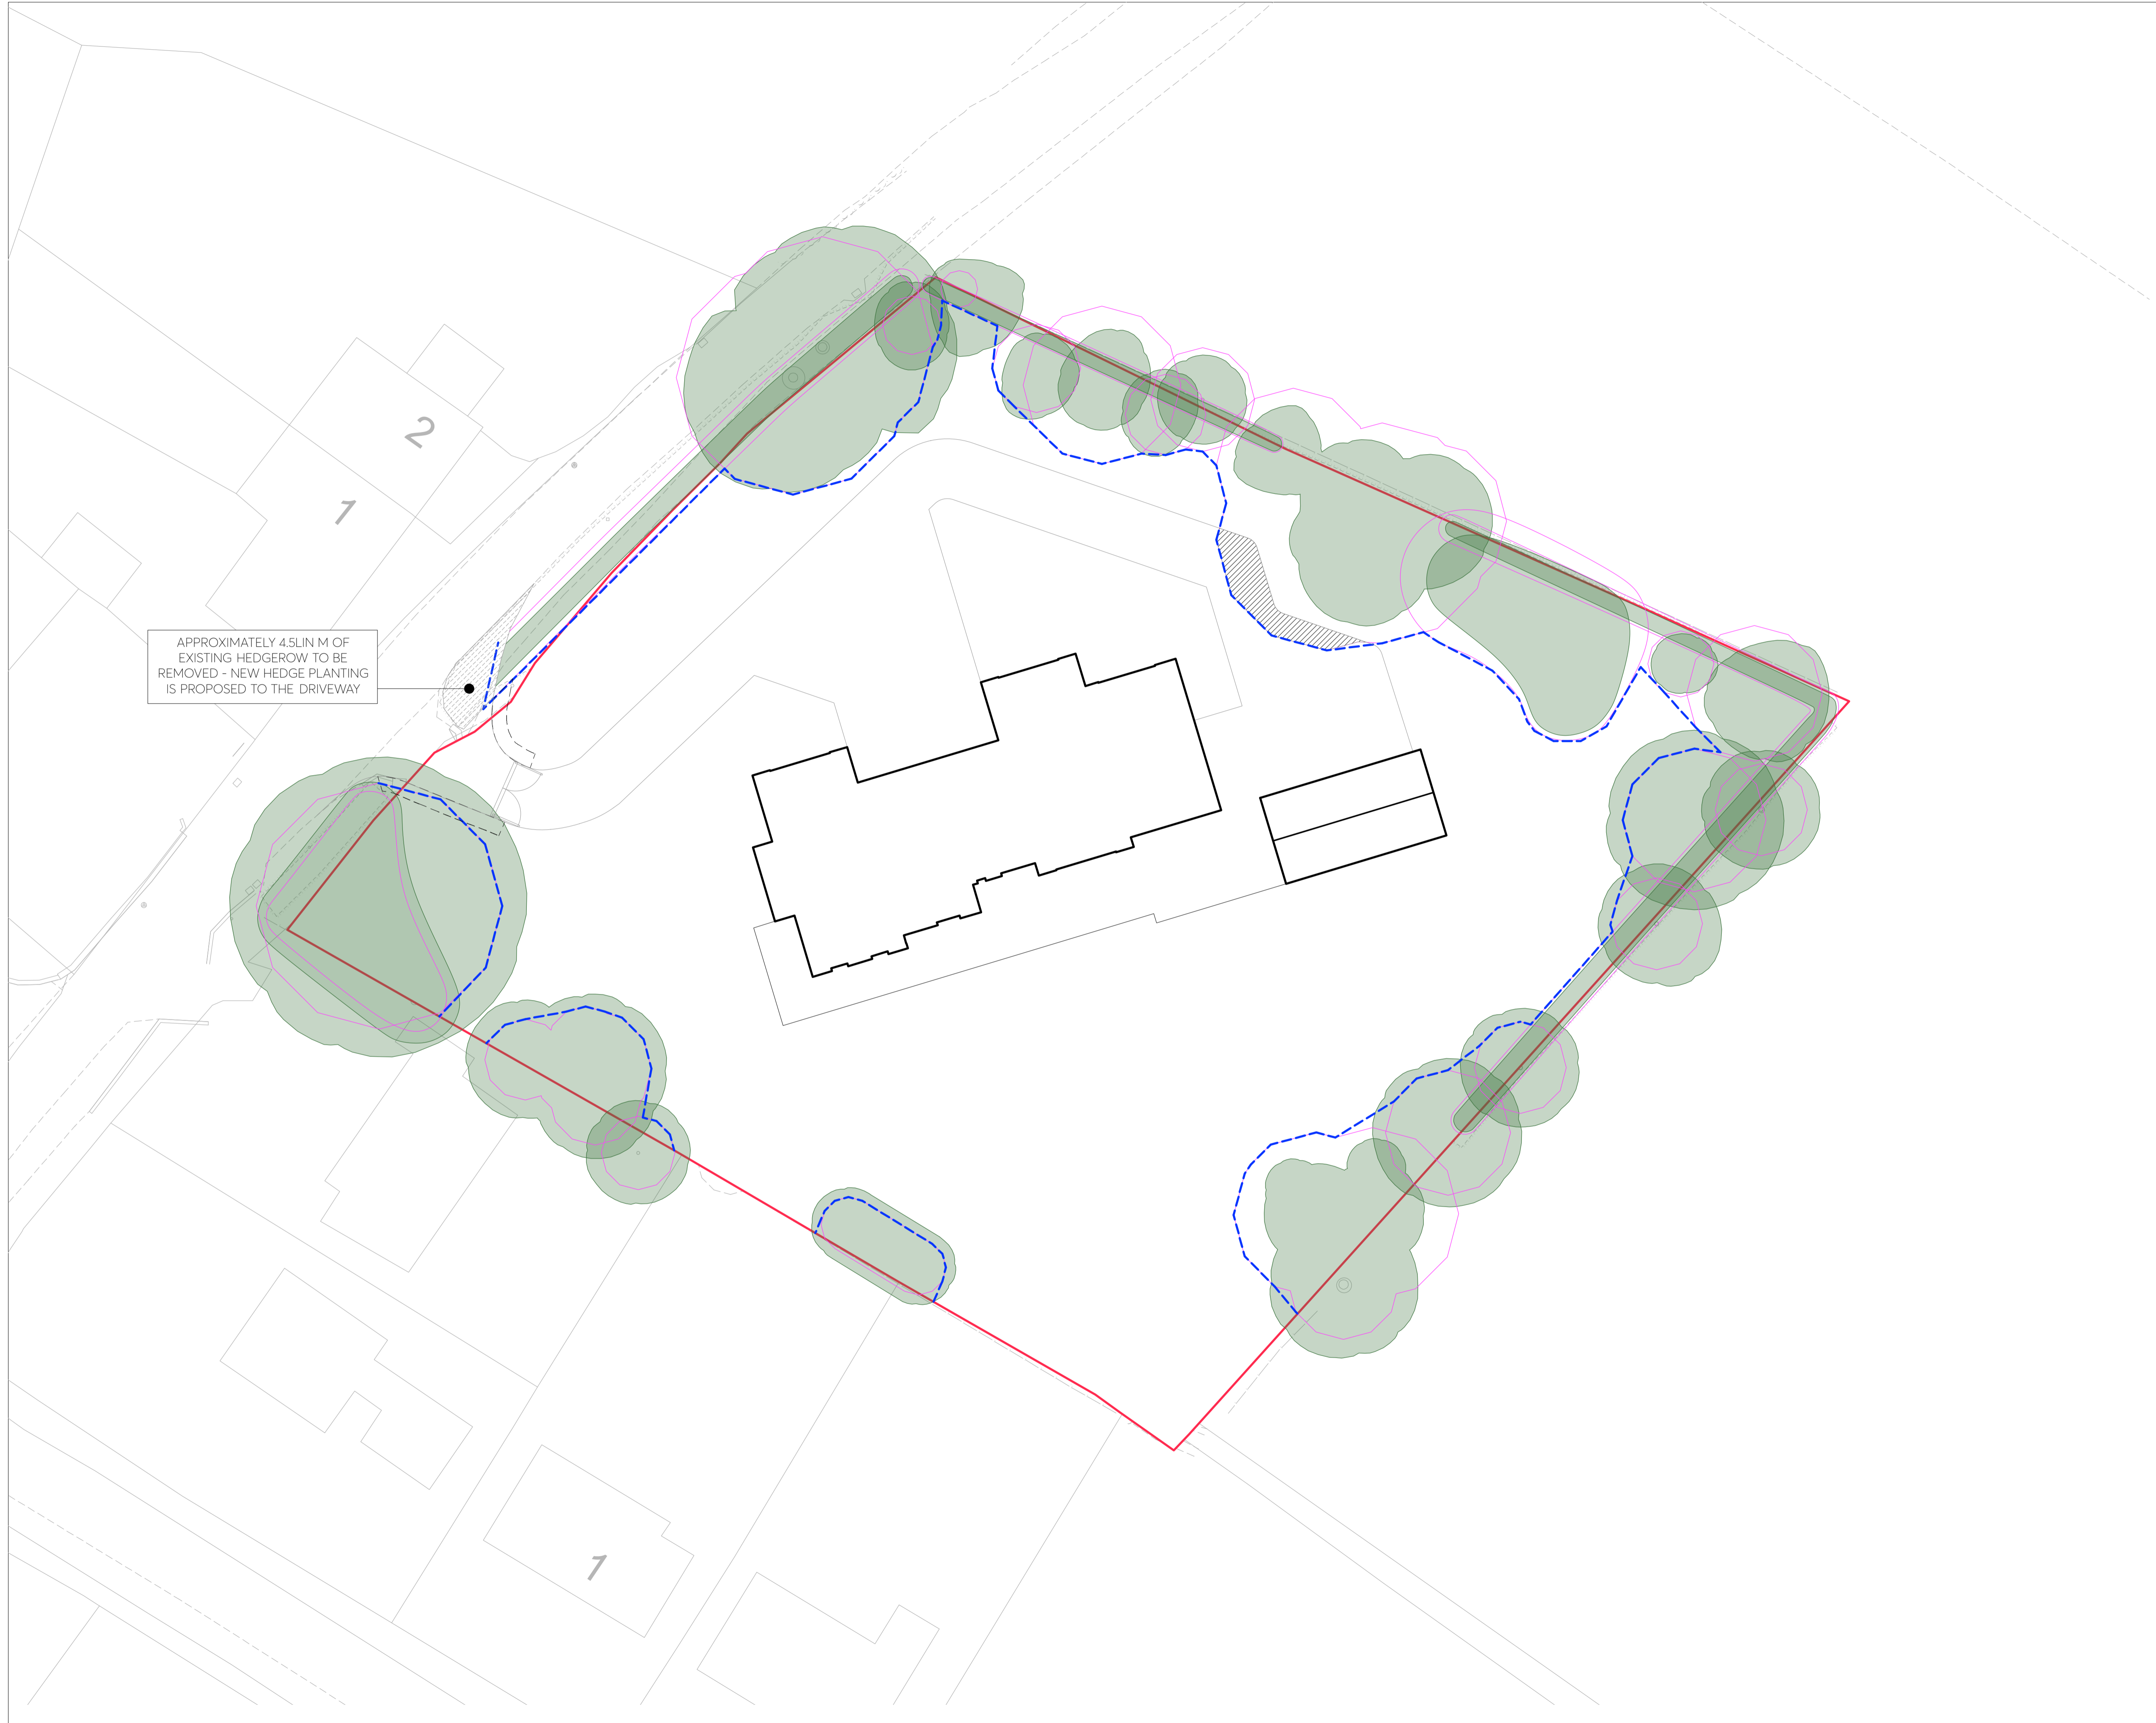 2
1
APPROXIMATELY 4.5LIN M OF
EXISTING HEDGEROW TO BE
REMOVED - NEW HEDGE PLANTING
IS PROPOSED TO THE DRIVEWAY
1